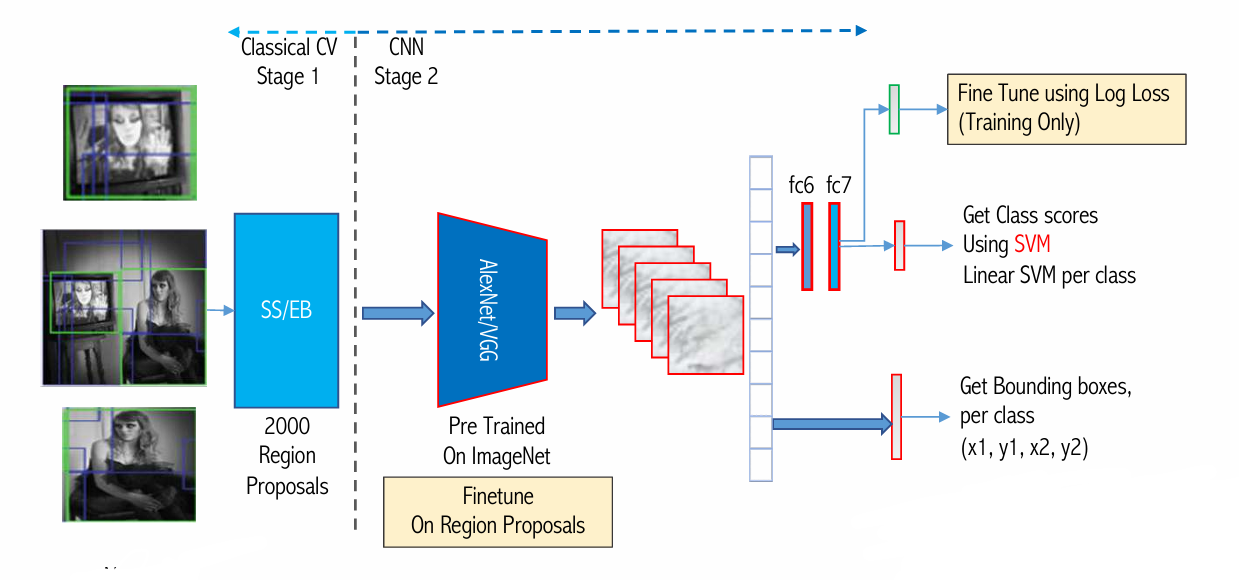 Classical CV
Stage 1
CNN
Stage 2
Fine Tune using Log Loss
(Training Only)
fc6
fc7
Get Class scores
Using SVM
Linear SVM per class
SS/EB
AlexNet/VGG
2000
Region
Proposals
Pre Trained
On ImageNet
Finetune
On Region Proposals
Get Bounding boxes,
per class
(x1, y1, x2, y2)